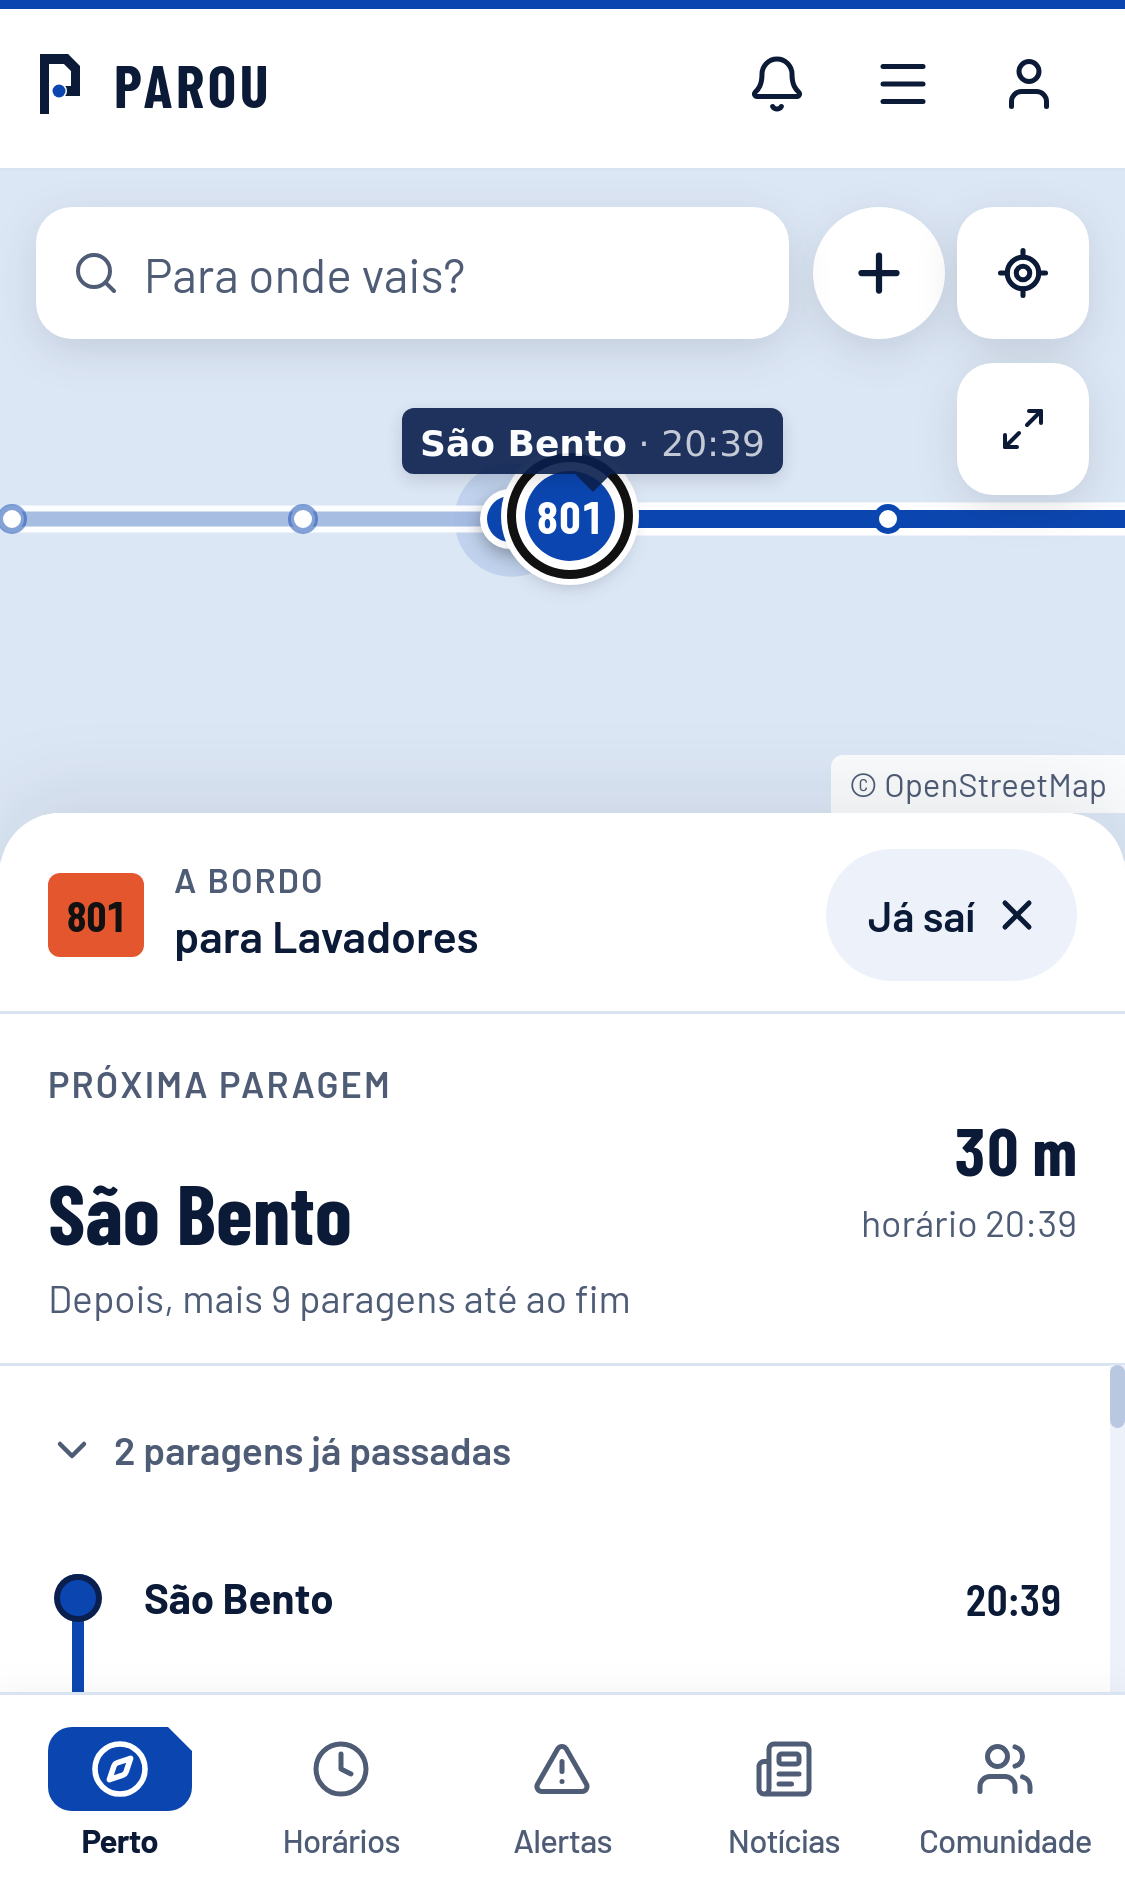 PAROU
Para onde vais?
São Bento · 20:39
801
© OpenStreetMap
801
A BORDO
para Lavadores
Já saí
PRÓXIMA PARAGEM
São Bento
30 m
horário 20:39
Depois, mais 9 paragens até ao fim
2 paragens já passadas
São Bento
20:39
Perto
Horários
Alertas
Notícias
Comunidade